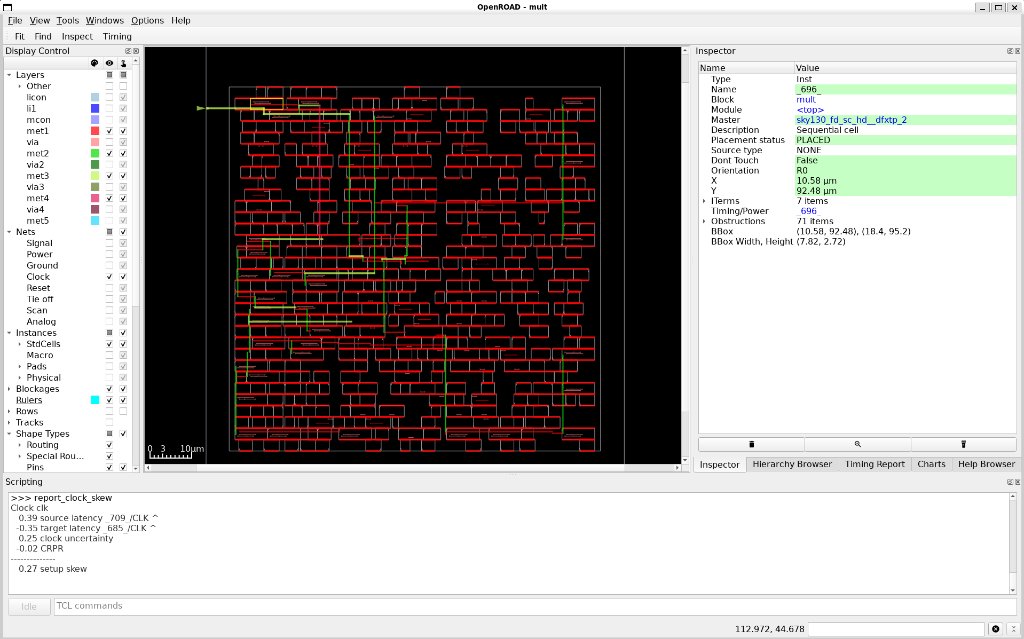 OpenROAD - mult
File View Tools Windows Options Help
Fit Find Inspect Timing
Display Control
Layers
Other
licon
li1
mcon
met1
via
met2
via2
met3
via3
met4
via4
met5
Nets
Signal
Power
Ground
Clock
Reset
Tie off
Scan
Analog
Instances
StdCells
Macro
Pads
Physical
Blockages
Rulers
Rows
Tracks
Shape Types
Routing
Special Rou...
Pins
0 3 10μm
Inspector
Name Value
Type Inst
Name _696_
Block mult
Module <top>
Master sky130_fd_sc_hd__dfxtp_2
Description Sequential cell
Placement status PLACED
Source type NONE
Dont Touch False
Orientation R0
X 10.58 μm
Y 92.48 μm
ITerms 7 items
Timing/Power _696_
Obstructions 71 items
BBox (10.58, 92.48), (18.4, 95.2)
BBox Width, Height (7.82, 2.72)
Inspector Hierarchy Browser Timing Report Charts Help Browser
Scripting
>>> report_clock_skew
Clock clk
0.39 source latency _709_/CLK ^
-0.35 target latency _685_/CLK ^
0.25 clock uncertainty
-0.02 CRPR
--------------
0.27 setup skew
Idle TCL commands
112.972, 44.678